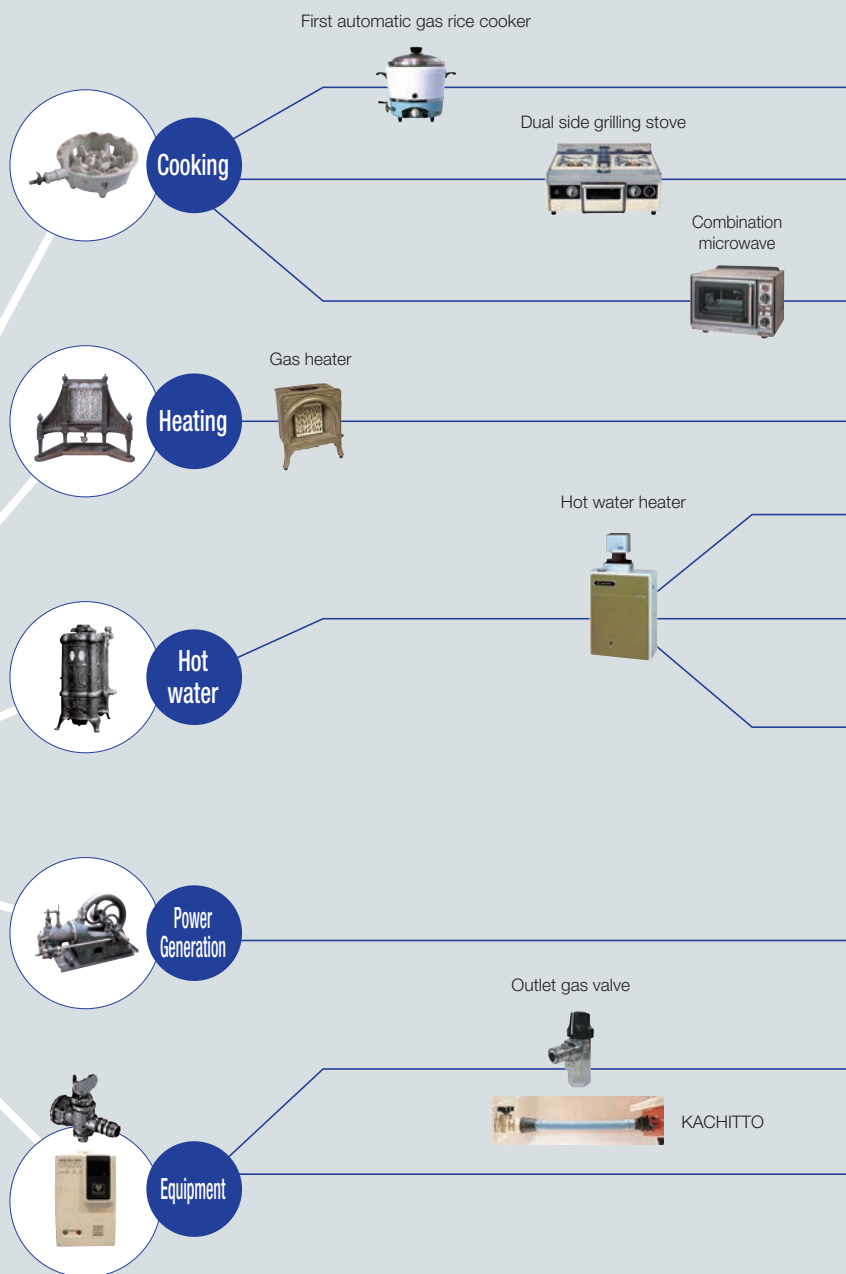 First automatic gas rice cooker
Cooking
Dual side grilling stove
Combination
microwave
Gas heater
Heating
Hot water heater
Hot
water
Power
Generation
Outlet gas valve
KACHITTO
Equipment